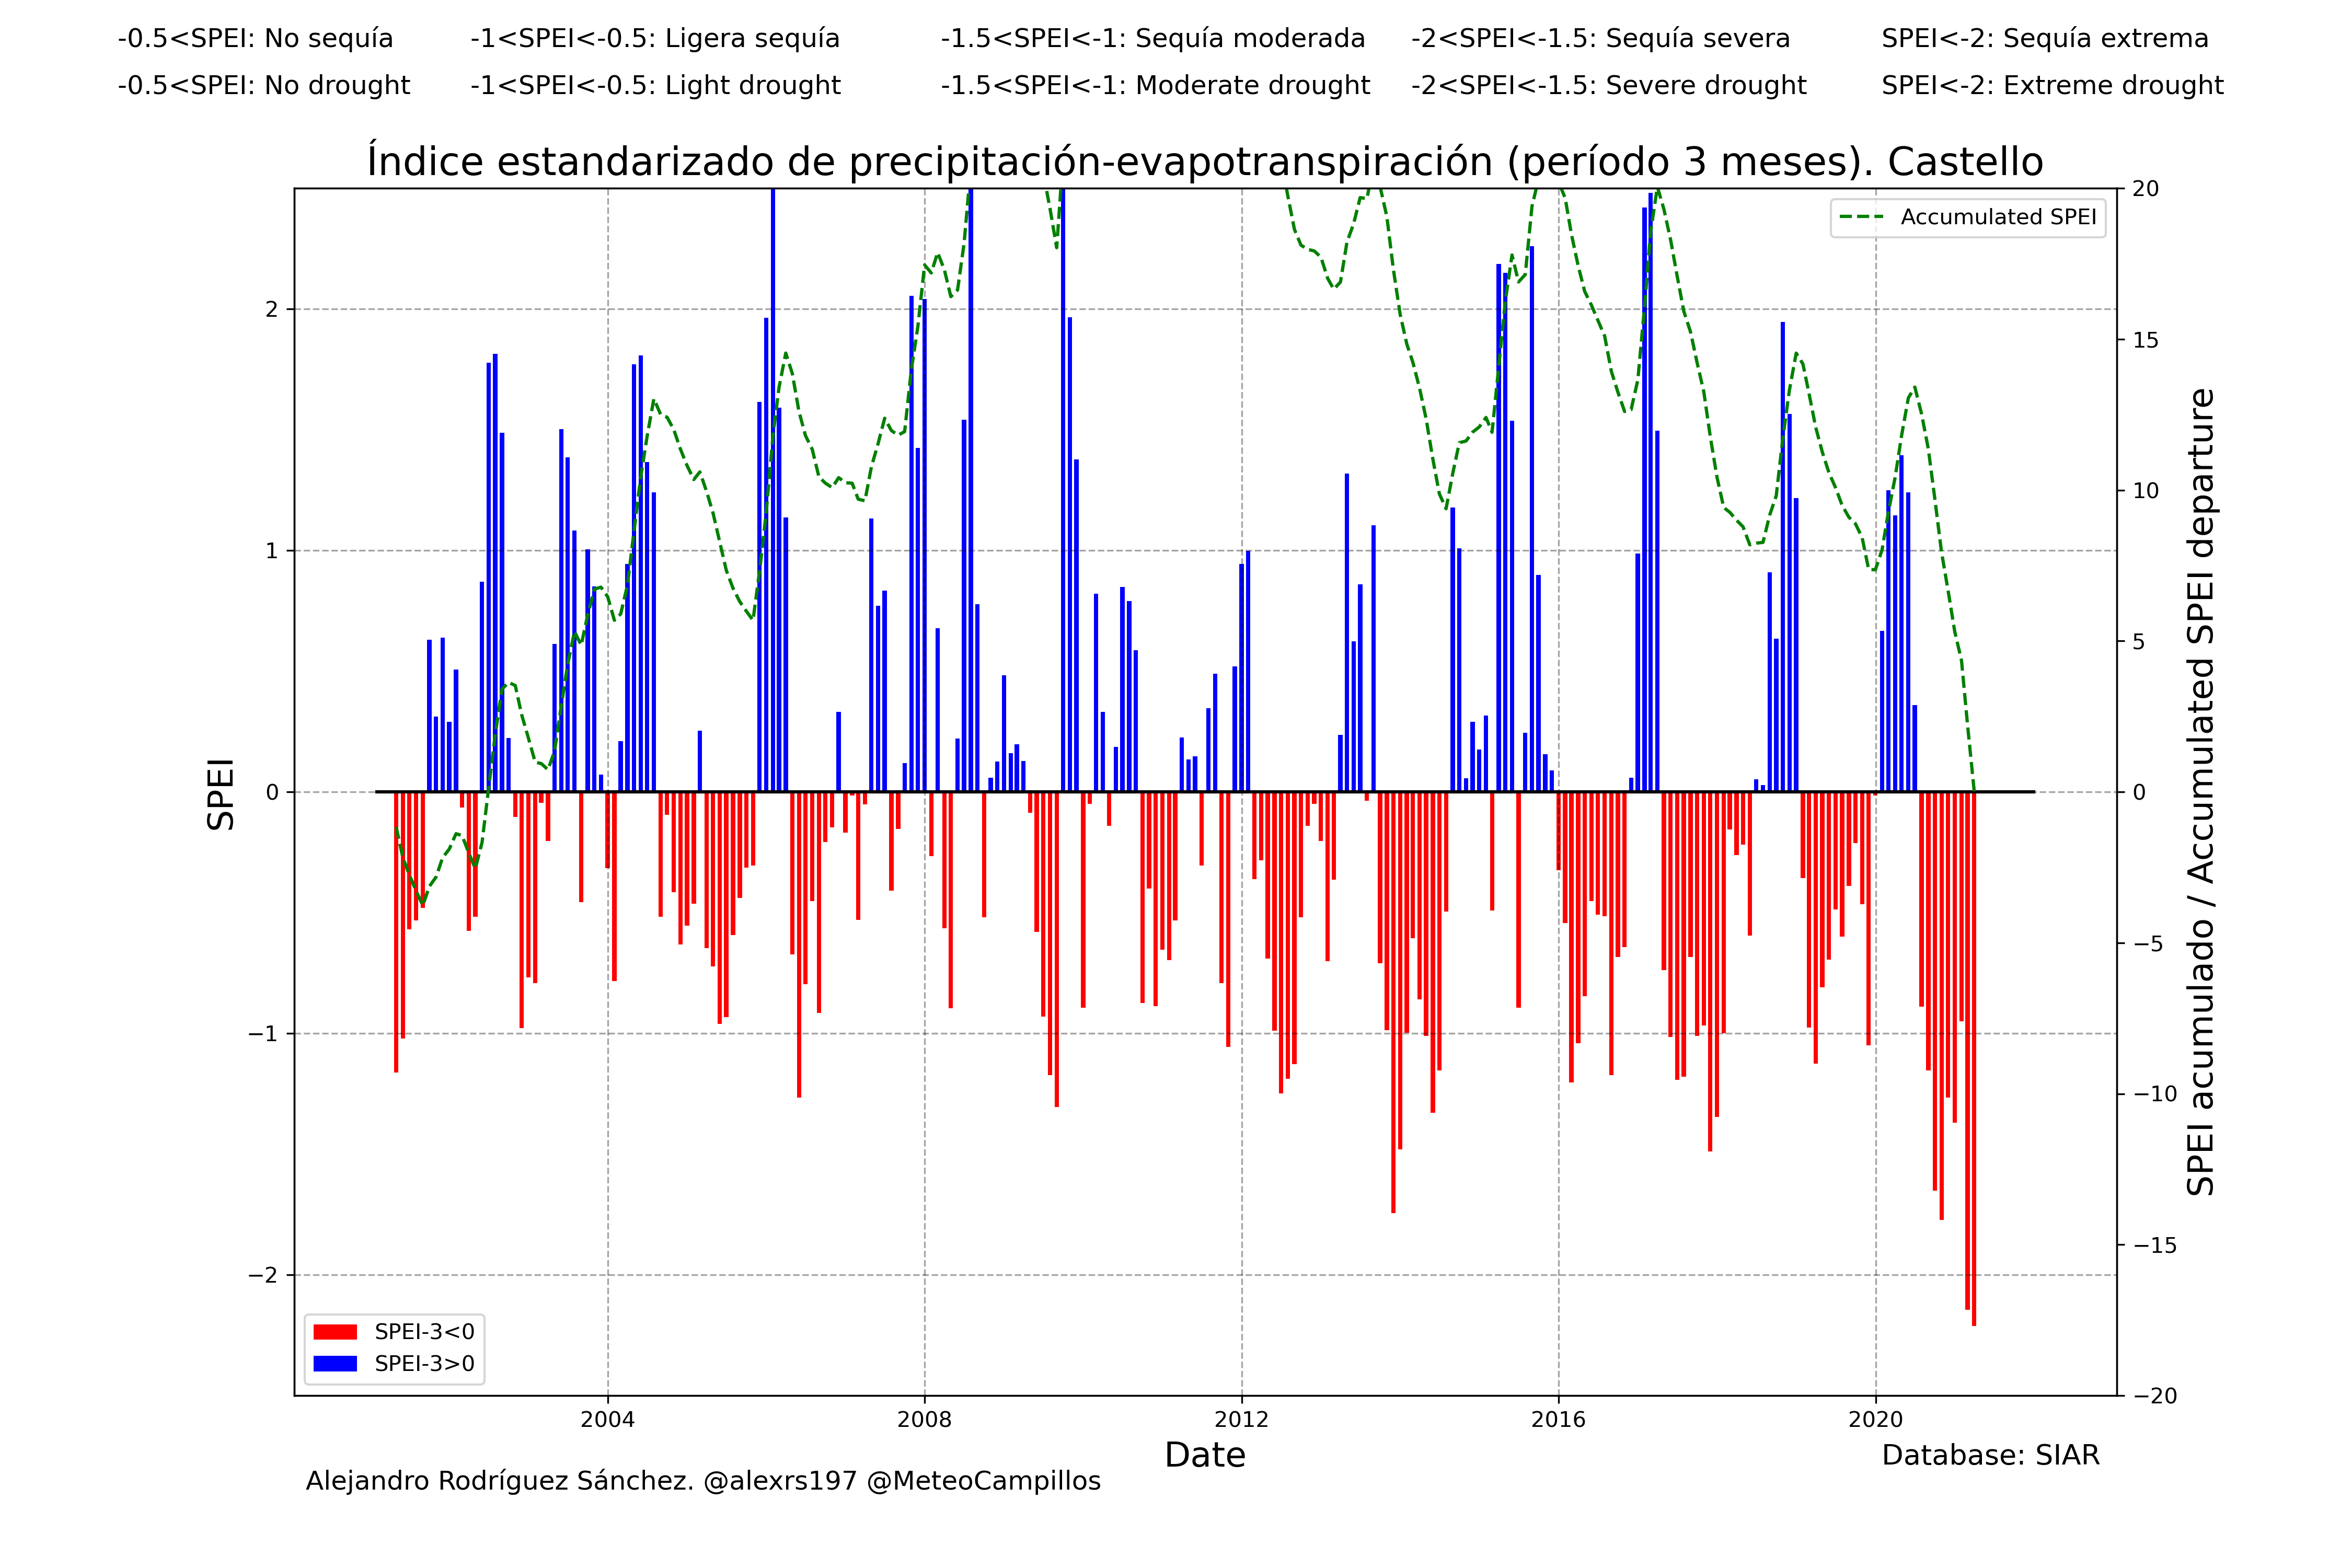 -0.5<SPEI: No sequía -1<SPEI<-0.5: Ligera sequía -1.5<SPEI<-1: Sequía moderada -2<SPEI<-1.5: Sequía severa SPEI<-2: Sequía extrema
-0.5<SPEI: No drought -1<SPEI<-0.5: Light drought -1.5<SPEI<-1: Moderate drought -2<SPEI<-1.5: Severe drought SPEI<-2: Extreme drought
Índice estandarizado de precipitación-evapotranspiración (período 3 meses). Castello
Accumulated SPEI
SPEI
2
1
0
−1
−2
20
15
10
5
0
−5
−10
−15
−20
SPEI acumulado / Accumulated SPEI departure
SPEI-3<0
SPEI-3>0
2004 2008 2012 2016 2020
Date
Database: SIAR
Alejandro Rodríguez Sánchez. @alexrs197 @MeteoCampillos